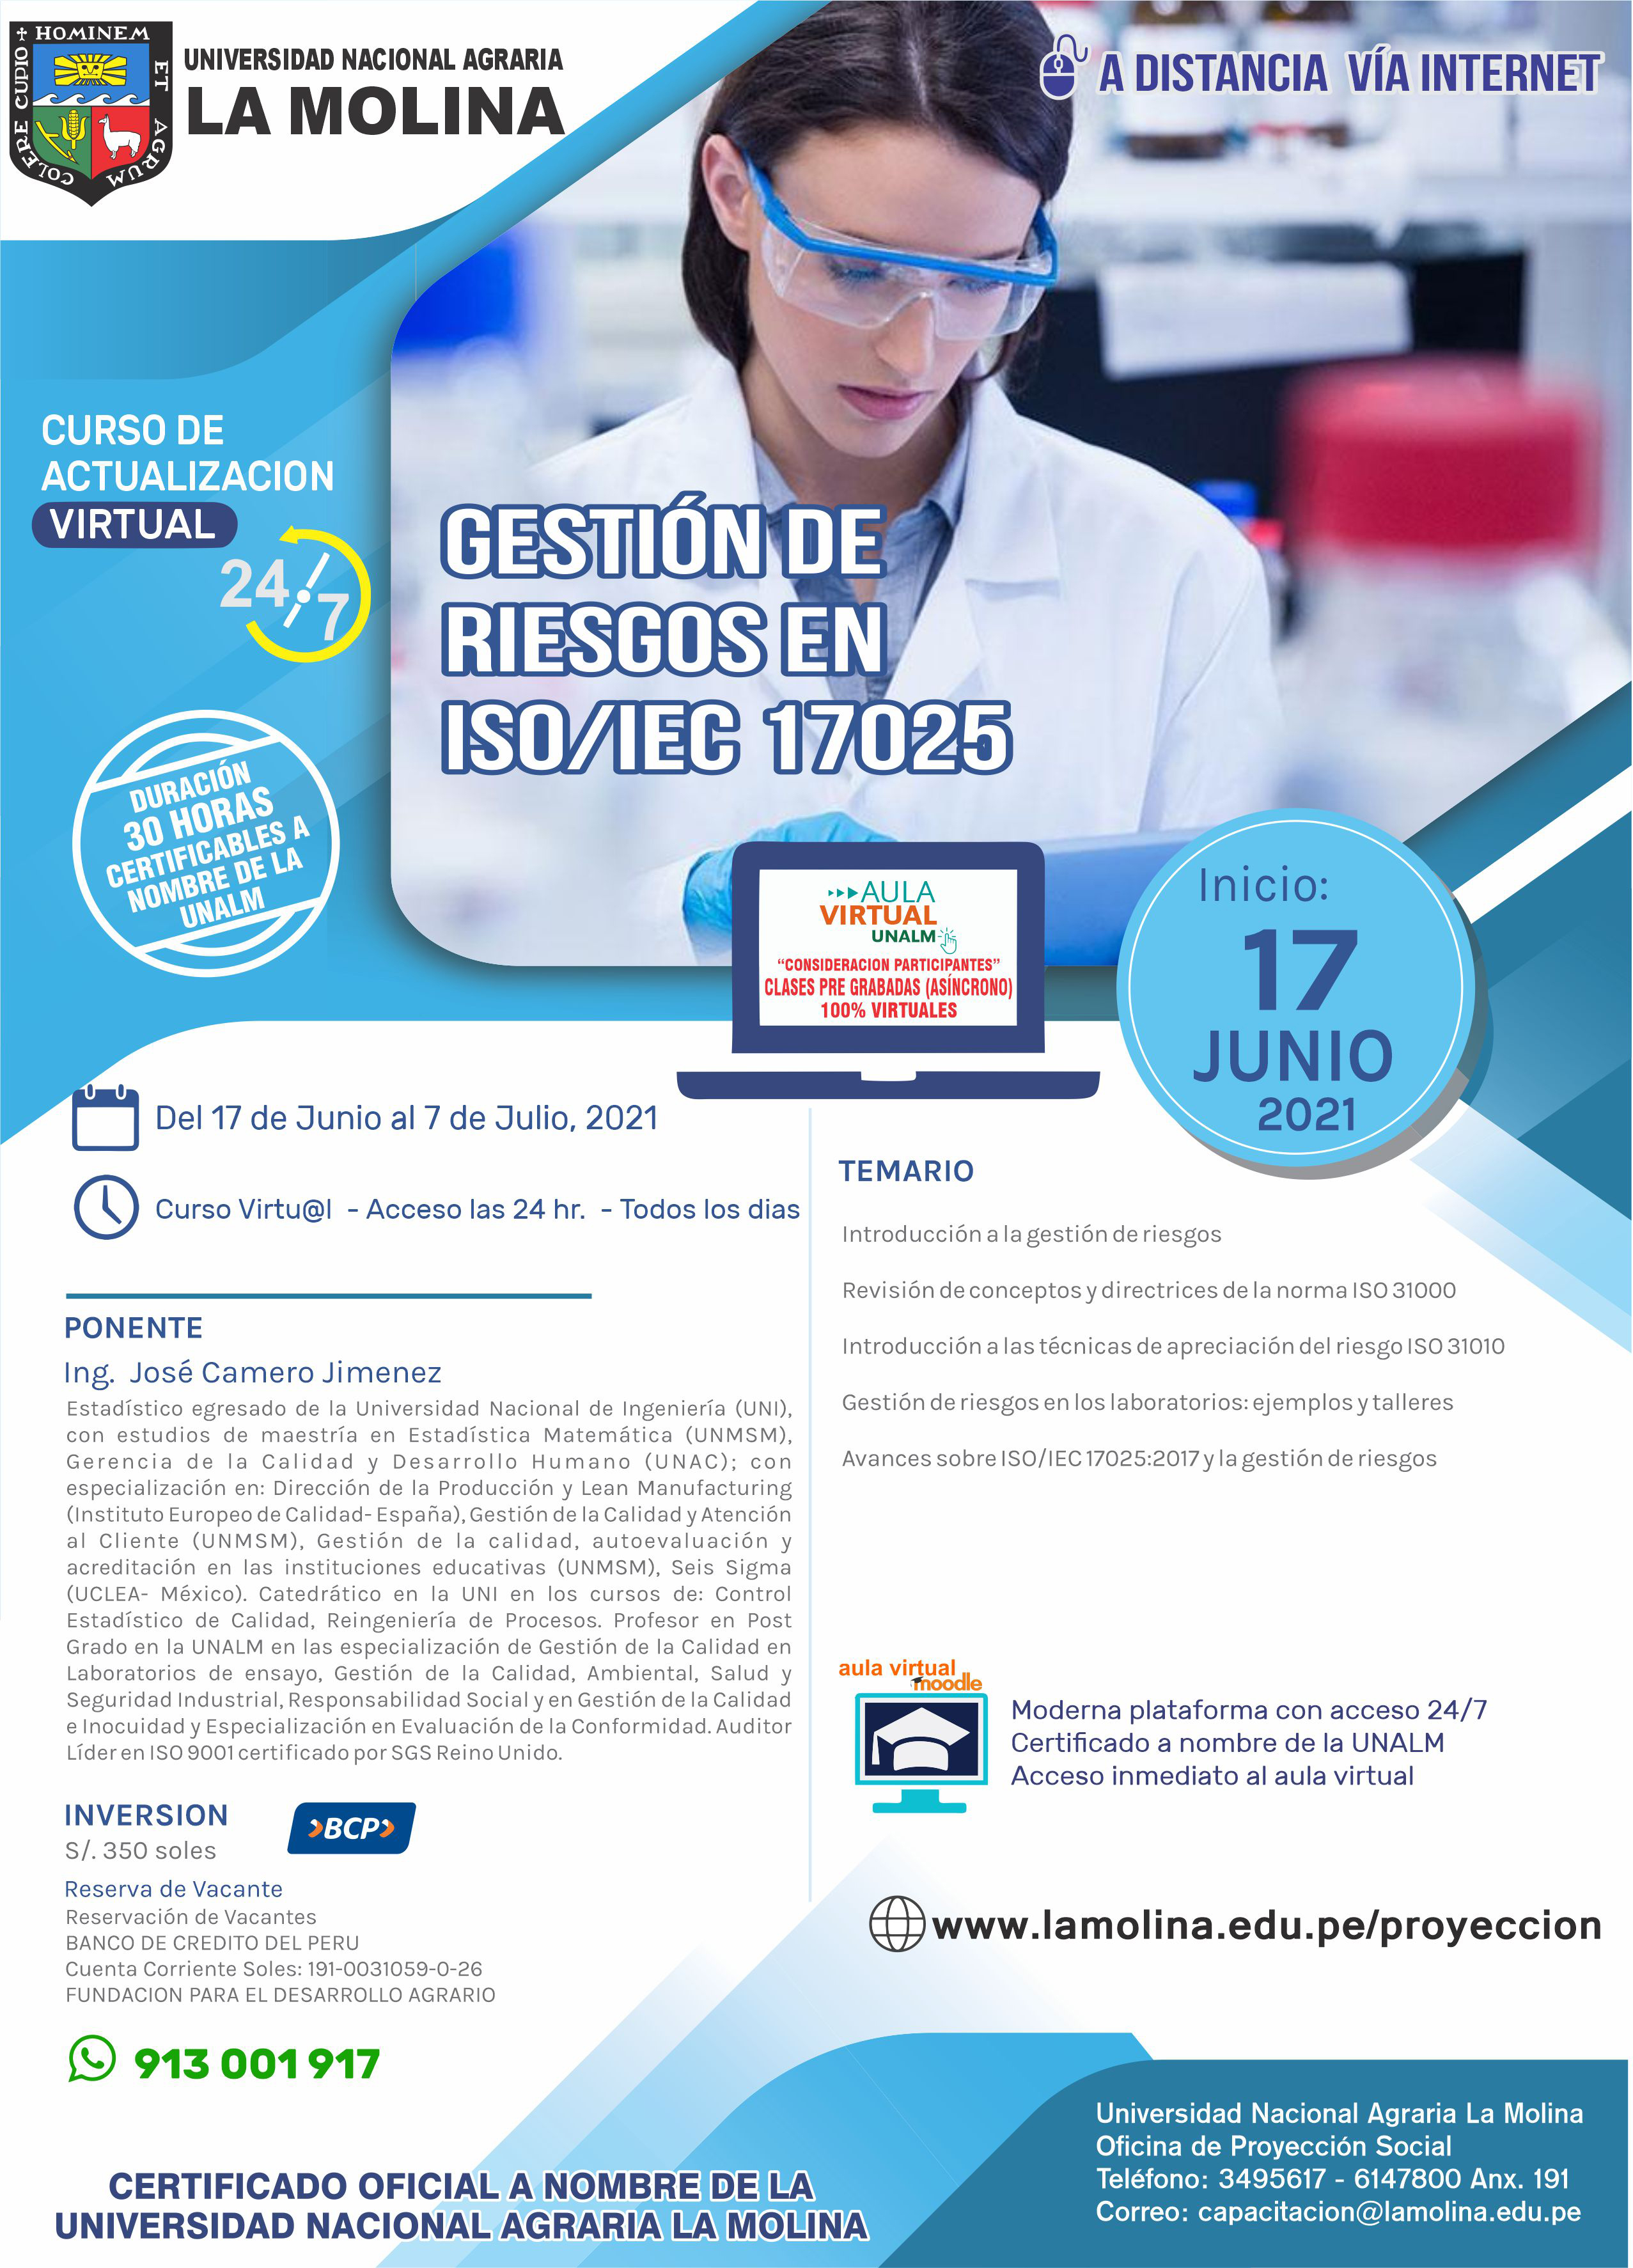 COLERE CUPIO HOMINEM ET AGRUM
UNIVERSIDAD NACIONAL AGRARIA
LA MOLINA
A DISTANCIA VÍA INTERNET
CURSO DE
ACTUALIZACION
VIRTUAL
24/7
GESTIÓN DE
RIESGOS EN
ISO/IEC 17025
DURACIÓN
30 HORAS
CERTIFICABLES A
NOMBRE DE LA
UNALM
AULA
VIRTUAL
UNALM
“CONSIDERACION PARTICIPANTES”
CLASES PRE GRABADAS (ASÍNCRONO)
100% VIRTUALES
Inicio:
17
JUNIO
2021
Del 17 de Junio al 7 de Julio, 2021
Curso Virtu@l - Acceso las 24 hr. - Todos los dias
PONENTE
Ing. José Camero Jimenez
Estadístico egresado de la Universidad Nacional de Ingeniería (UNI),
con estudios de maestría en Estadística Matemática (UNMSM),
Gerencia de la Calidad y Desarrollo Humano (UNAC); con
especialización en: Dirección de la Producción y Lean Manufacturing
(Instituto Europeo de Calidad- España), Gestión de la Calidad y Atención
al Cliente (UNMSM), Gestión de la calidad, autoevaluación y
acreditación en las instituciones educativas (UNMSM), Seis Sigma
(UCLEA- México). Catedrático en la UNI en los cursos de: Control
Estadístico de Calidad, Reingeniería de Procesos. Profesor en Post
Grado en la UNALM en las especialización de Gestión de la Calidad en
Laboratorios de ensayo, Gestión de la Calidad, Ambiental, Salud y
Seguridad Industrial, Responsabilidad Social y en Gestión de la Calidad
e Inocuidad y Especialización en Evaluación de la Conformidad. Auditor
Líder en ISO 9001 certificado por SGS Reino Unido.
INVERSION
S/. 350 soles
BCP
Reserva de Vacante
Reservación de Vacantes
BANCO DE CREDITO DEL PERU
Cuenta Corriente Soles: 191-0031059-0-26
FUNDACION PARA EL DESARROLLO AGRARIO
913 001 917
TEMARIO
Introducción a la gestión de riesgos
Revisión de conceptos y directrices de la norma ISO 31000
Introducción a las técnicas de apreciación del riesgo ISO 31010
Gestión de riesgos en los laboratorios: ejemplos y talleres
Avances sobre ISO/IEC 17025:2017 y la gestión de riesgos
aula virtual
moodle
Moderna plataforma con acceso 24/7
Certificado a nombre de la UNALM
Acceso inmediato al aula virtual
www.lamolina.edu.pe/proyeccion
CERTIFICADO OFICIAL A NOMBRE DE LA
UNIVERSIDAD NACIONAL AGRARIA LA MOLINA
Universidad Nacional Agraria La Molina
Oficina de Proyección Social
Teléfono: 3495617 - 6147800 Anx. 191
Correo: capacitacion@lamolina.edu.pe